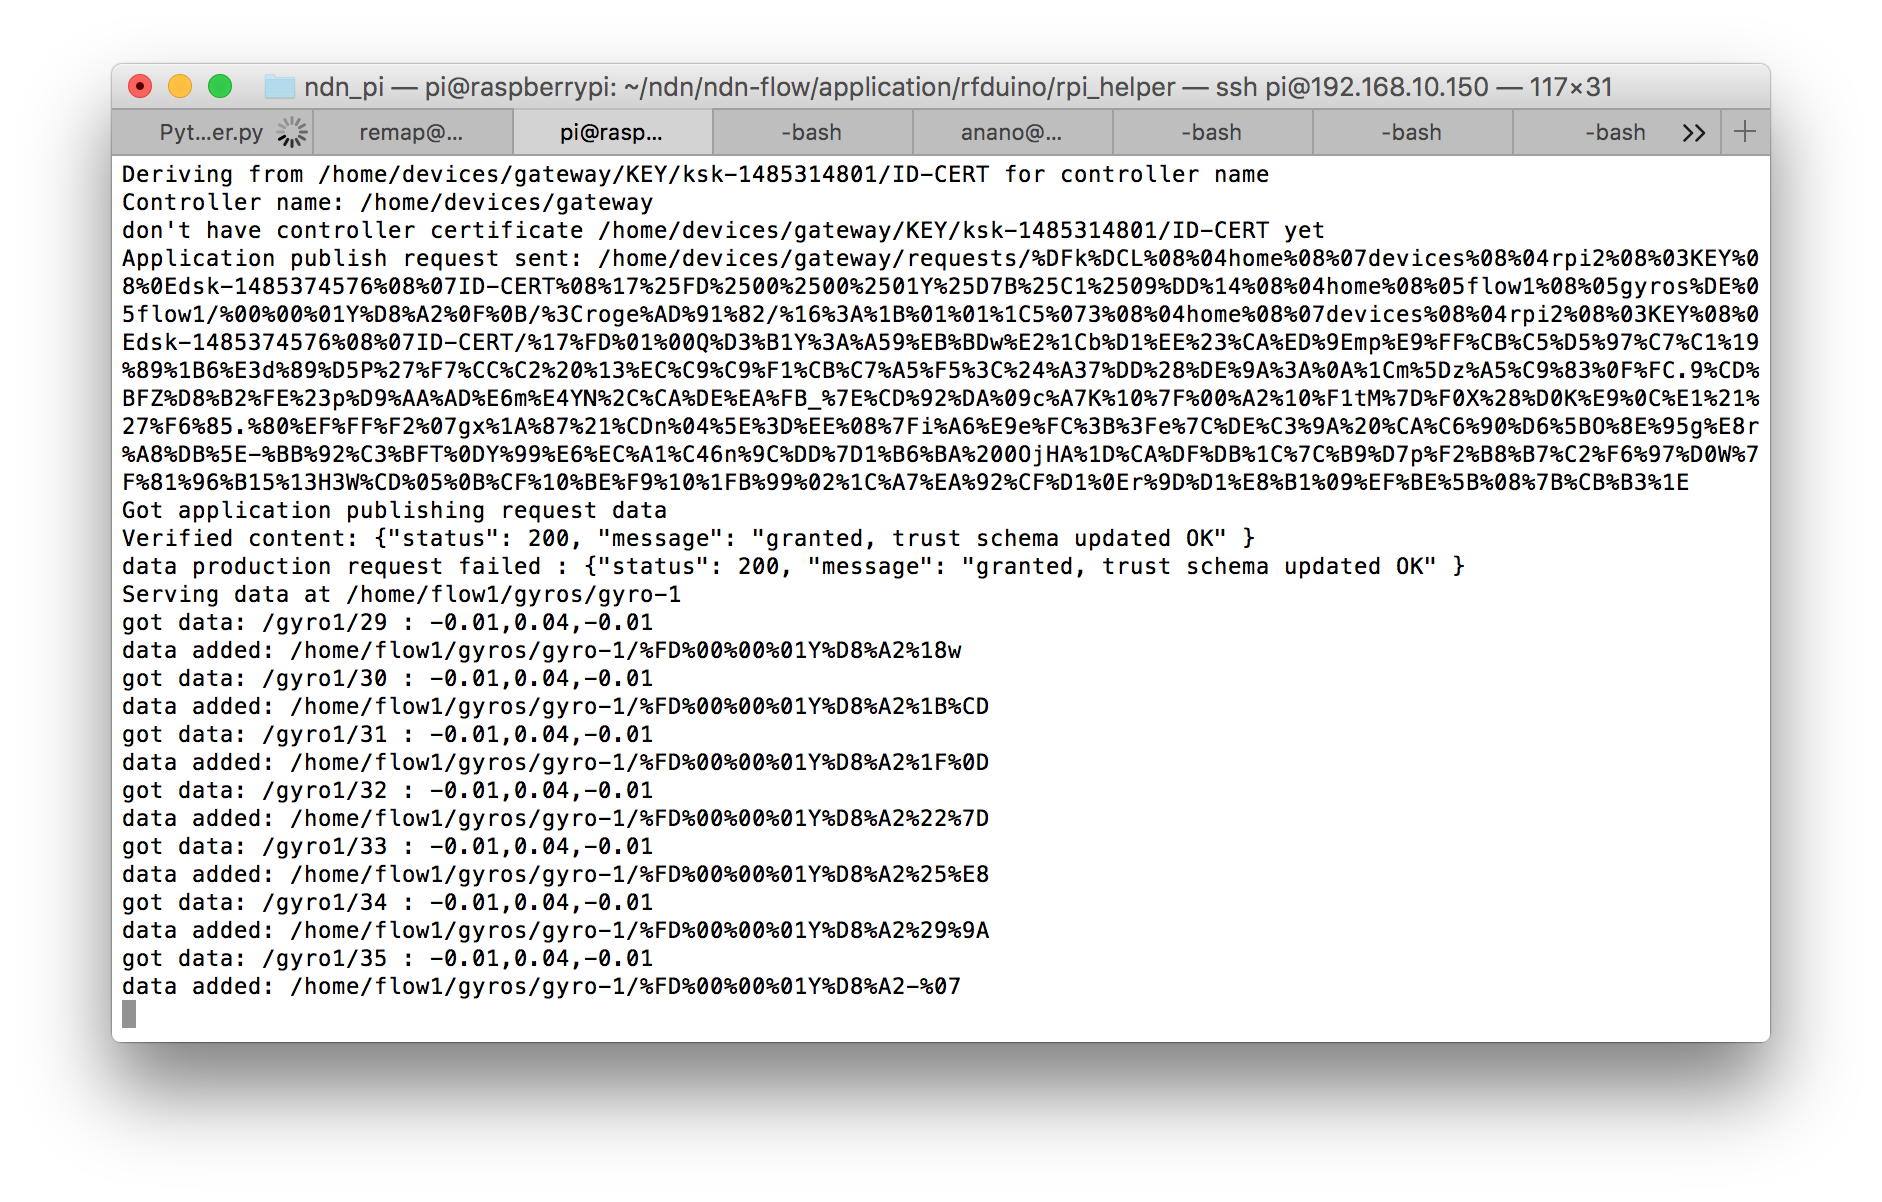 ndn_pi — pi@raspberrypi: ~/ndn/ndn-flow/application/rfduino/rpi_helper — ssh pi@192.168.10.150 — 117×31
Pyt...er.py remap@... pi@rasp... -bash anano@... -bash -bash -bash
Deriving from /home/devices/gateway/KEY/ksk-1485314801/ID-CERT for controller name
Controller name: /home/devices/gateway
don't have controller certificate /home/devices/gateway/KEY/ksk-1485314801/ID-CERT yet
Application publish request sent: /home/devices/gateway/requests/%DFk%DCL%08%04home%08%07devices%08%04rpi2%08%03KEY%0
8%0Edsk-1485374576%08%07ID-CERT%08%17%25FD%2500%2500%2501Y%25D7B%25C1%2509%DD%14%08%04home%08%05flow1%08%05gyros%DE%0
5flow1/%00%00%01Y%D8%A2%0F%0B/%3Croge%AD%91%82/%16%3A%1B%01%01%1C5%073%08%04home%08%07devices%08%04rpi2%08%03KEY%08%0
Edsk-1485374576%08%07ID-CERT/%17%FD%01%00Q%D3%B1Y%3A%A59%EB%BDw%E2%1Cb%D1%EE%23%CA%ED%9Emp%E9%FF%CB%C5%D5%97%C7%C1%19
%89%1B6%E3d%89%D5P%27%F7%CC%C2%20%13%EC%C9%C9%F1%CB%C7%A5%F5%3C%24%A37%DD%28%DE%9A%3A%0A%1Cm%5Dz%A5%C9%83%0F%FC.9%CD%
BFZ%D8%B2%FE%23p%D9%AA%AD%E6m%E4YN%2C%CA%DE%EA%FB_%7E%CD%92%DA%09c%A7K%10%7F%00%A2%10%F1tM%7D%F0X%28%D0K%E9%0C%E1%21%
27%F6%85.%80%EF%FF%F2%07gx%1A%87%21%CDn%04%5E%3D%EE%08%7Fi%A6%E9e%FC%3B%3Fe%7C%DE%C3%9A%20%CA%C6%90%D6%5BO%8E%95g%E8r
%A8%DB%5E-%BB%92%C3%BFT%0DY%99%E6%EC%A1%C46n%9C%DD%7D1%B6%BA%200OjHA%1D%CA%DF%DB%1C%7C%B9%D7p%F2%B8%B7%C2%F6%97%D0W%7
F%81%96%B15%13H3W%CD%05%0B%CF%10%BE%F9%10%1FB%99%02%1C%A7%EA%92%CF%D1%0Er%9D%D1%E8%B1%09%EF%BE%5B%08%7B%CB%B3%1E
Got application publishing request data
Verified content: {"status": 200, "message": "granted, trust schema updated OK" }
data production request failed : {"status": 200, "message": "granted, trust schema updated OK" }
Serving data at /home/flow1/gyros/gyro-1
got data: /gyro1/29 : -0.01,0.04,-0.01
data added: /home/flow1/gyros/gyro-1/%FD%00%00%01Y%D8%A2%18w
got data: /gyro1/30 : -0.01,0.04,-0.01
data added: /home/flow1/gyros/gyro-1/%FD%00%00%01Y%D8%A2%1B%CD
got data: /gyro1/31 : -0.01,0.04,-0.01
data added: /home/flow1/gyros/gyro-1/%FD%00%00%01Y%D8%A2%1F%0D
got data: /gyro1/32 : -0.01,0.04,-0.01
data added: /home/flow1/gyros/gyro-1/%FD%00%00%01Y%D8%A2%22%7D
got data: /gyro1/33 : -0.01,0.04,-0.01
data added: /home/flow1/gyros/gyro-1/%FD%00%00%01Y%D8%A2%25%E8
got data: /gyro1/34 : -0.01,0.04,-0.01
data added: /home/flow1/gyros/gyro-1/%FD%00%00%01Y%D8%A2%29%9A
got data: /gyro1/35 : -0.01,0.04,-0.01
data added: /home/flow1/gyros/gyro-1/%FD%00%00%01Y%D8%A2-%07